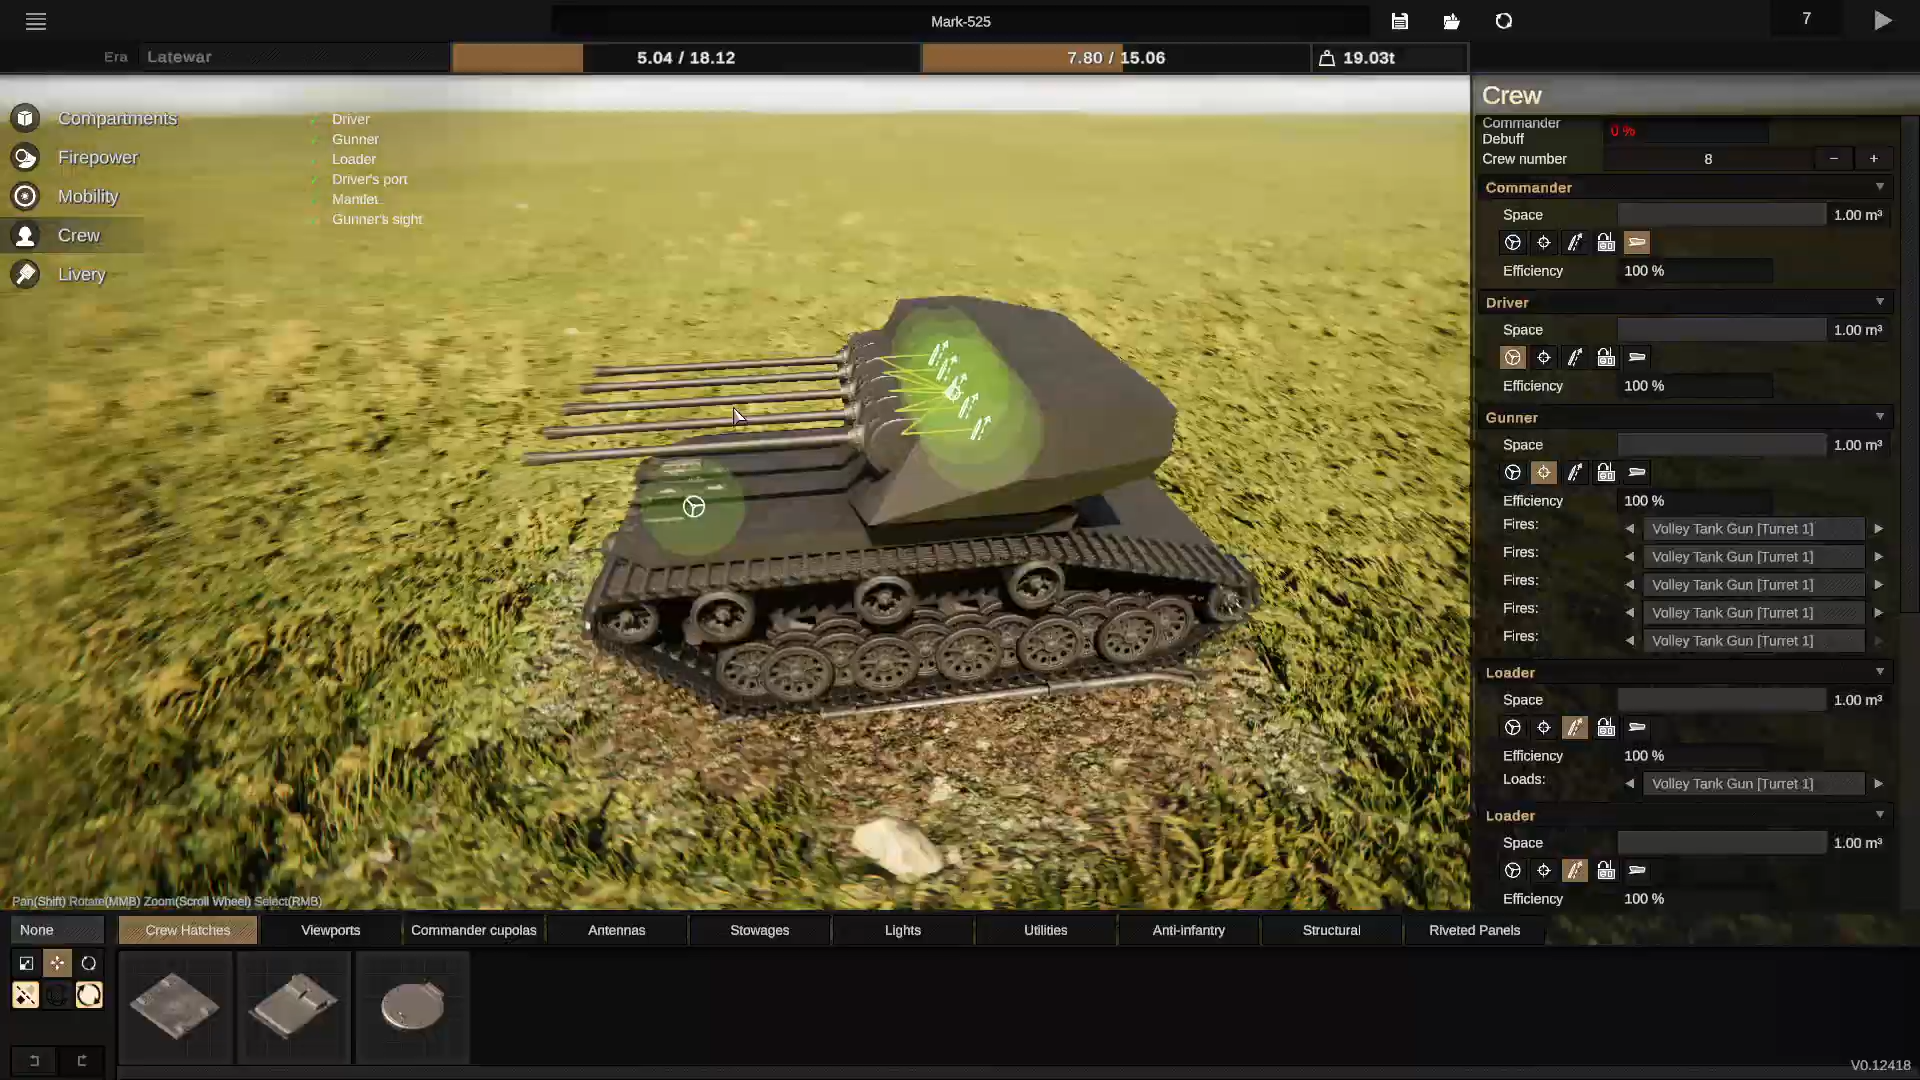 Mark-525
7
Era
Latewar
5.04 / 18.12
7.80 / 15.06
19.03t
Compartments
Firepower
Mobility
Crew
Livery
Driver
Gunner
Loader
Driver's port
Mantlet
Gunner's sight
Crew
Commander
Debuff
0 %
Crew number
8
−
+
Commander
Space
1.00 m³
Efficiency
100 %
Driver
Space
1.00 m³
Efficiency
100 %
Gunner
Space
1.00 m³
Efficiency
100 %
Fires:
Volley Tank Gun [Turret 1]
Fires:
Volley Tank Gun [Turret 1]
Fires:
Volley Tank Gun [Turret 1]
Fires:
Volley Tank Gun [Turret 1]
Fires:
Volley Tank Gun [Turret 1]
Loader
Space
1.00 m³
Efficiency
100 %
Loads:
Volley Tank Gun [Turret 1]
Loader
Space
1.00 m³
Efficiency
100 %
Pan(Shift) Rotate(MMB) Zoom(Scroll Wheel) Select(RMB)
None
Crew Hatches
Viewports
Commander cupolas
Antennas
Stowages
Lights
Utilities
Anti-infantry
Structural
Riveted Panels
V0.12418